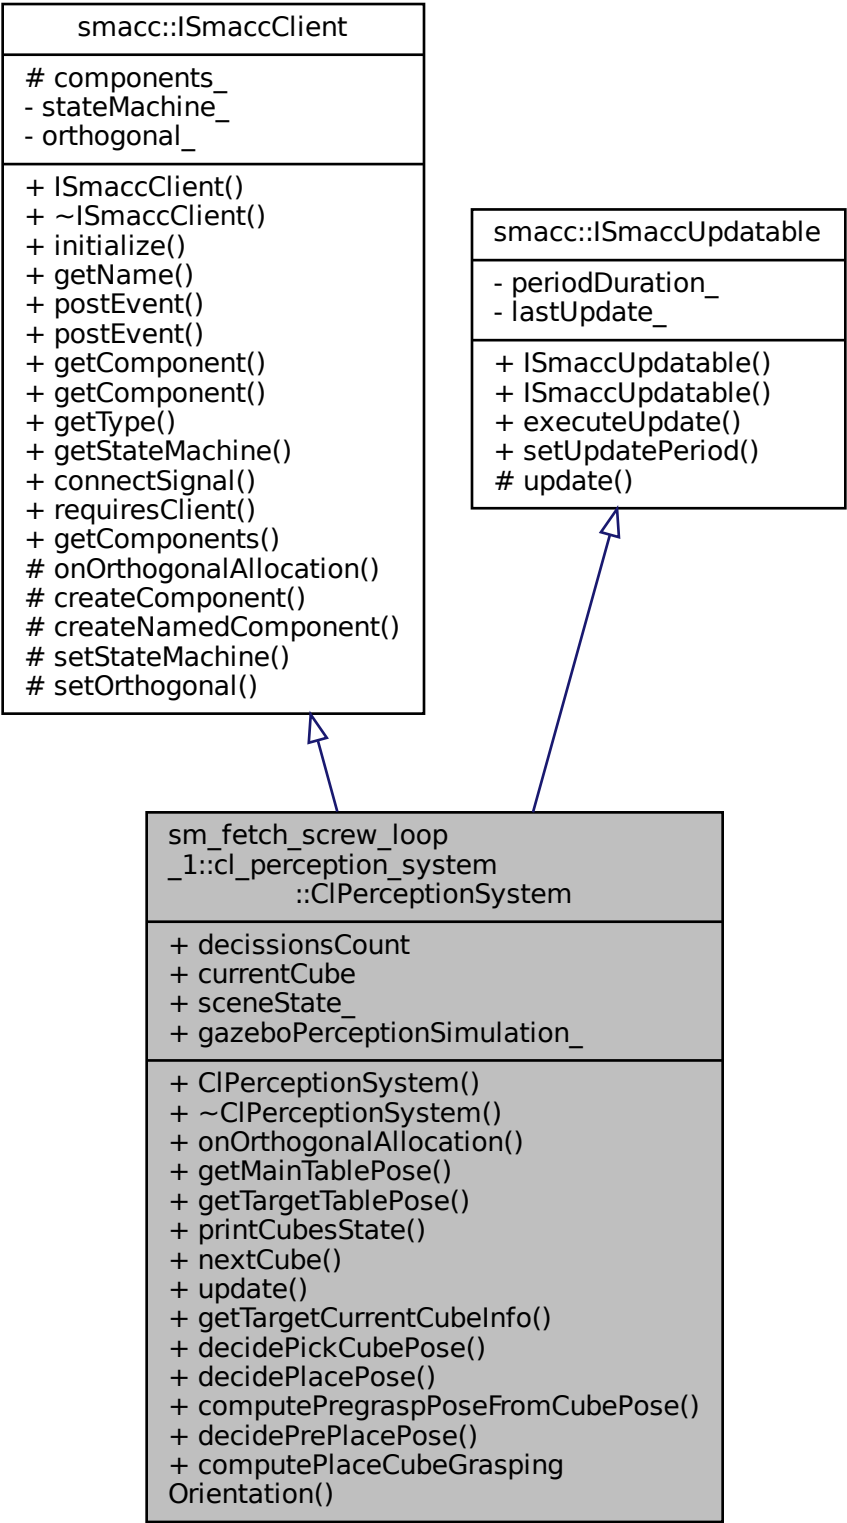 smacc::ISmaccClient
# components_
- stateMachine_
- orthogonal_
+ ISmaccClient()
+ ~ISmaccClient()
+ initialize()
+ getName()
+ postEvent()
+ postEvent()
+ getComponent()
+ getComponent()
+ getType()
+ getStateMachine()
+ connectSignal()
+ requiresClient()
+ getComponents()
# onOrthogonalAllocation()
# createComponent()
# createNamedComponent()
# setStateMachine()
# setOrthogonal()
smacc::ISmaccUpdatable
- periodDuration_
- lastUpdate_
+ ISmaccUpdatable()
+ ISmaccUpdatable()
+ executeUpdate()
+ setUpdatePeriod()
# update()
sm_fetch_screw_loop
_1::cl_perception_system
::ClPerceptionSystem
+ decissionsCount
+ currentCube
+ sceneState_
+ gazeboPerceptionSimulation_
+ ClPerceptionSystem()
+ ~ClPerceptionSystem()
+ onOrthogonalAllocation()
+ getMainTablePose()
+ getTargetTablePose()
+ printCubesState()
+ nextCube()
+ update()
+ getTargetCurrentCubeInfo()
+ decidePickCubePose()
+ decidePlacePose()
+ computePregraspPoseFromCubePose()
+ decidePrePlacePose()
+ computePlaceCubeGrasping
Orientation()